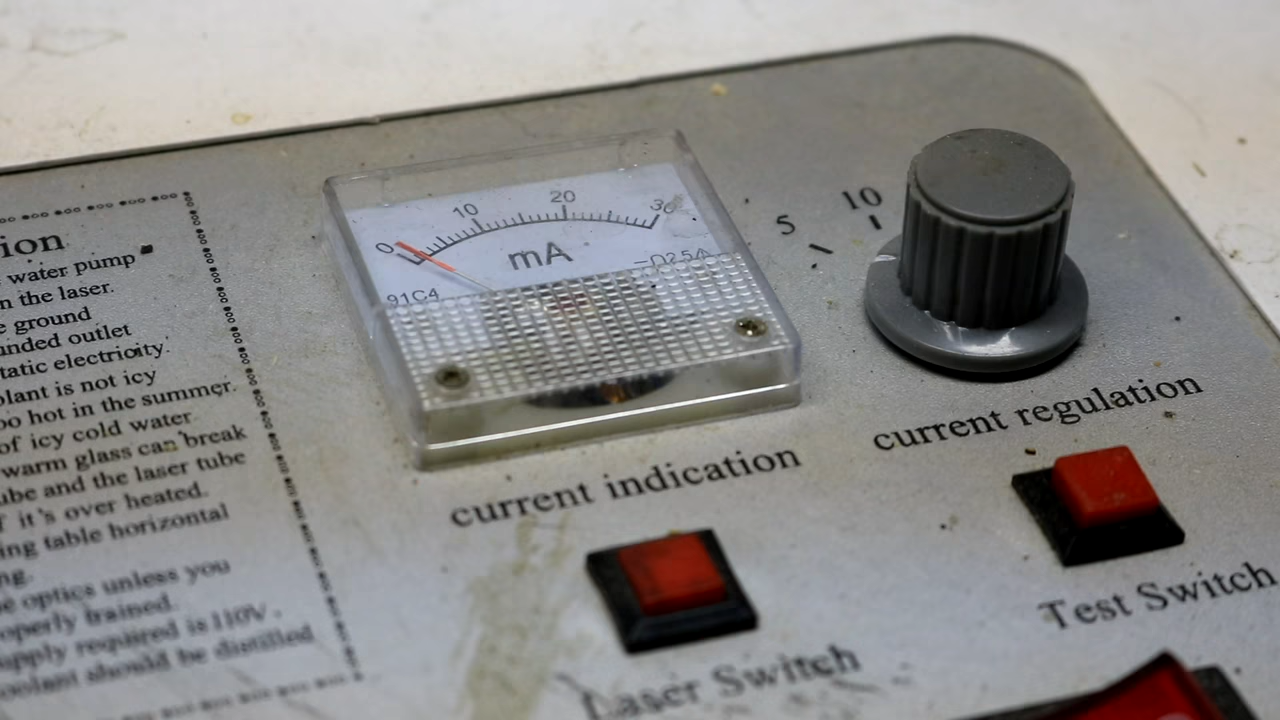 ion
water pump
n the laser.
e ground
unded outlet
tatic electricity.
olant is not icy
oo hot in the summer.
of icy cold water
warm glass can break
ube and the laser tube
f it's over heated.
ing table horizontal
ng.
e optics unless you
operly trained.
upply required is 110V.
oolant should be distilled
0 10 20 30
mA
91C4
5 10
current indication
current regulation
Laser Switch
Test Switch